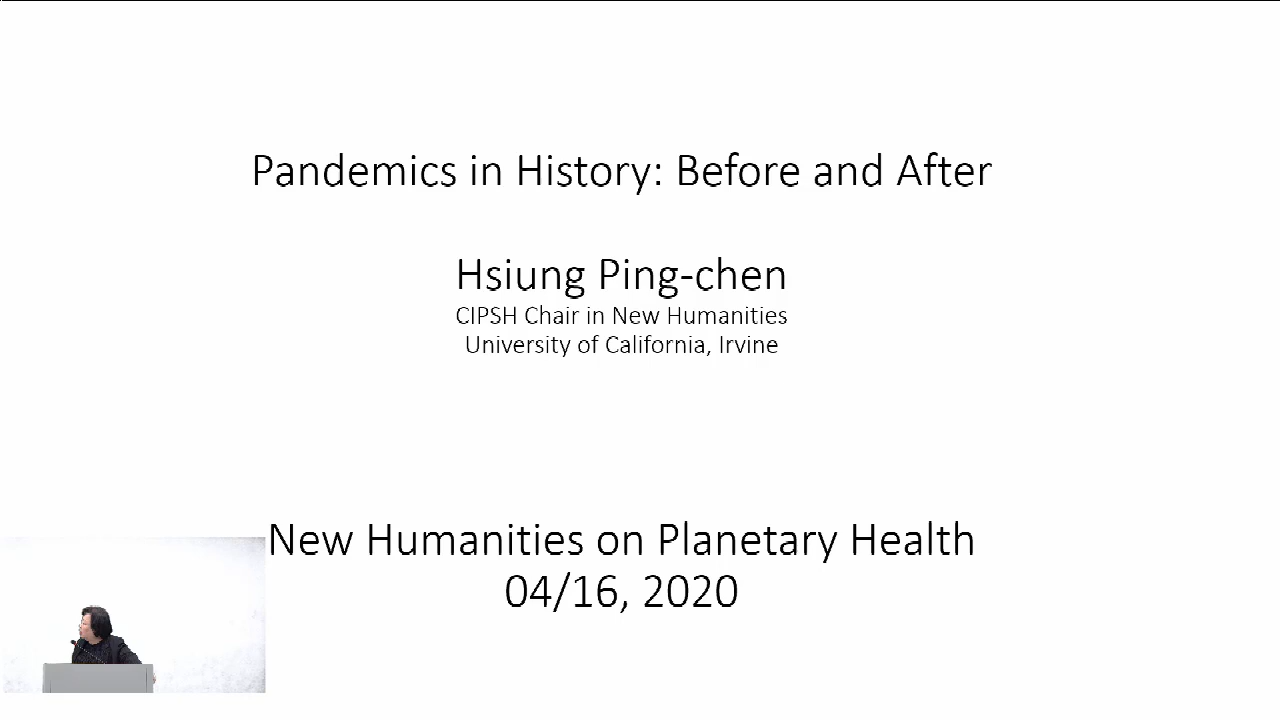 Pandemics in History: Before and After
Hsiung Ping-chen
CIPSH Chair in New Humanities
University of California, Irvine
New Humanities on Planetary Health
04/16, 2020